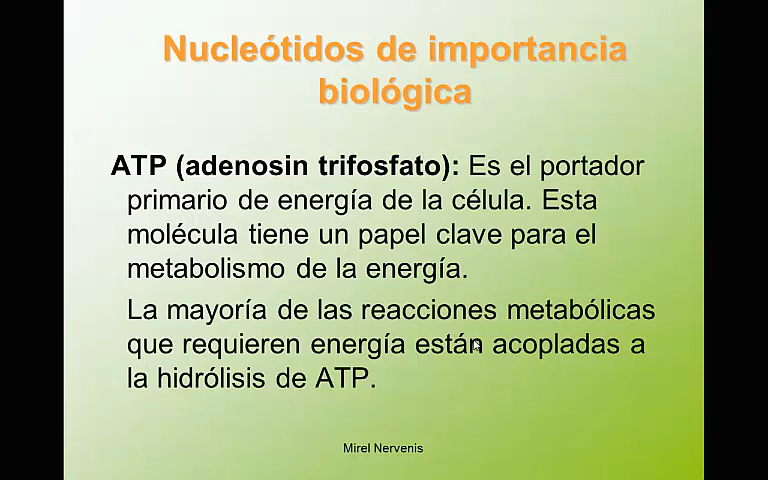 Nucleótidos de importancia
biológica
ATP (adenosin trifosfato): Es el portador
primario de energía de la célula. Esta
molécula tiene un papel clave para el
metabolismo de la energía.
La mayoría de las reacciones metabólicas
que requieren energía están acopladas a
la hidrólisis de ATP.
Mirel Nervenis